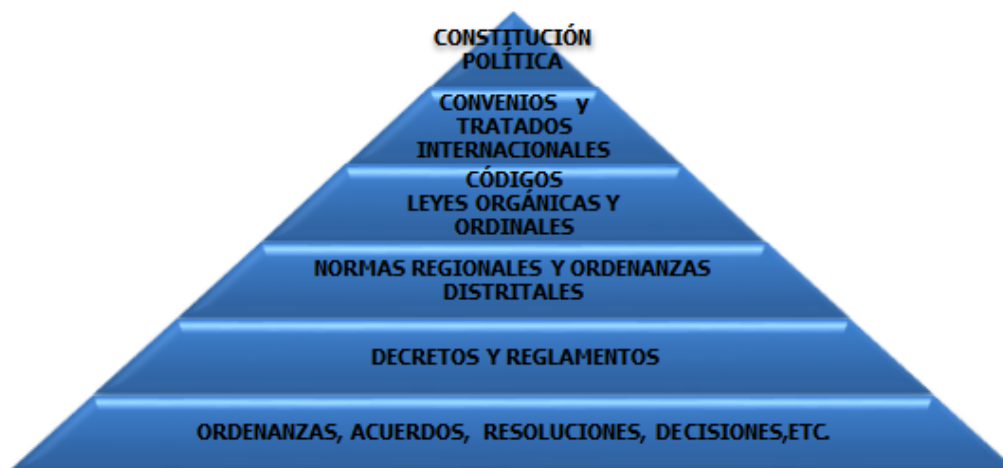 CONSTITUCIÓN
POLÍTICA
CONVENIOS y
TRATADOS
INTERNACIONALES
CÓDIGOS
LEYES ORGÁNICAS Y
ORDINALES
NORMAS REGIONALES Y ORDENANZAS
DISTRITALES
DECRETOS Y REGLAMENTOS
ORDENANZAS, ACUERDOS, RESOLUCIONES, DECISIONES,ETC.